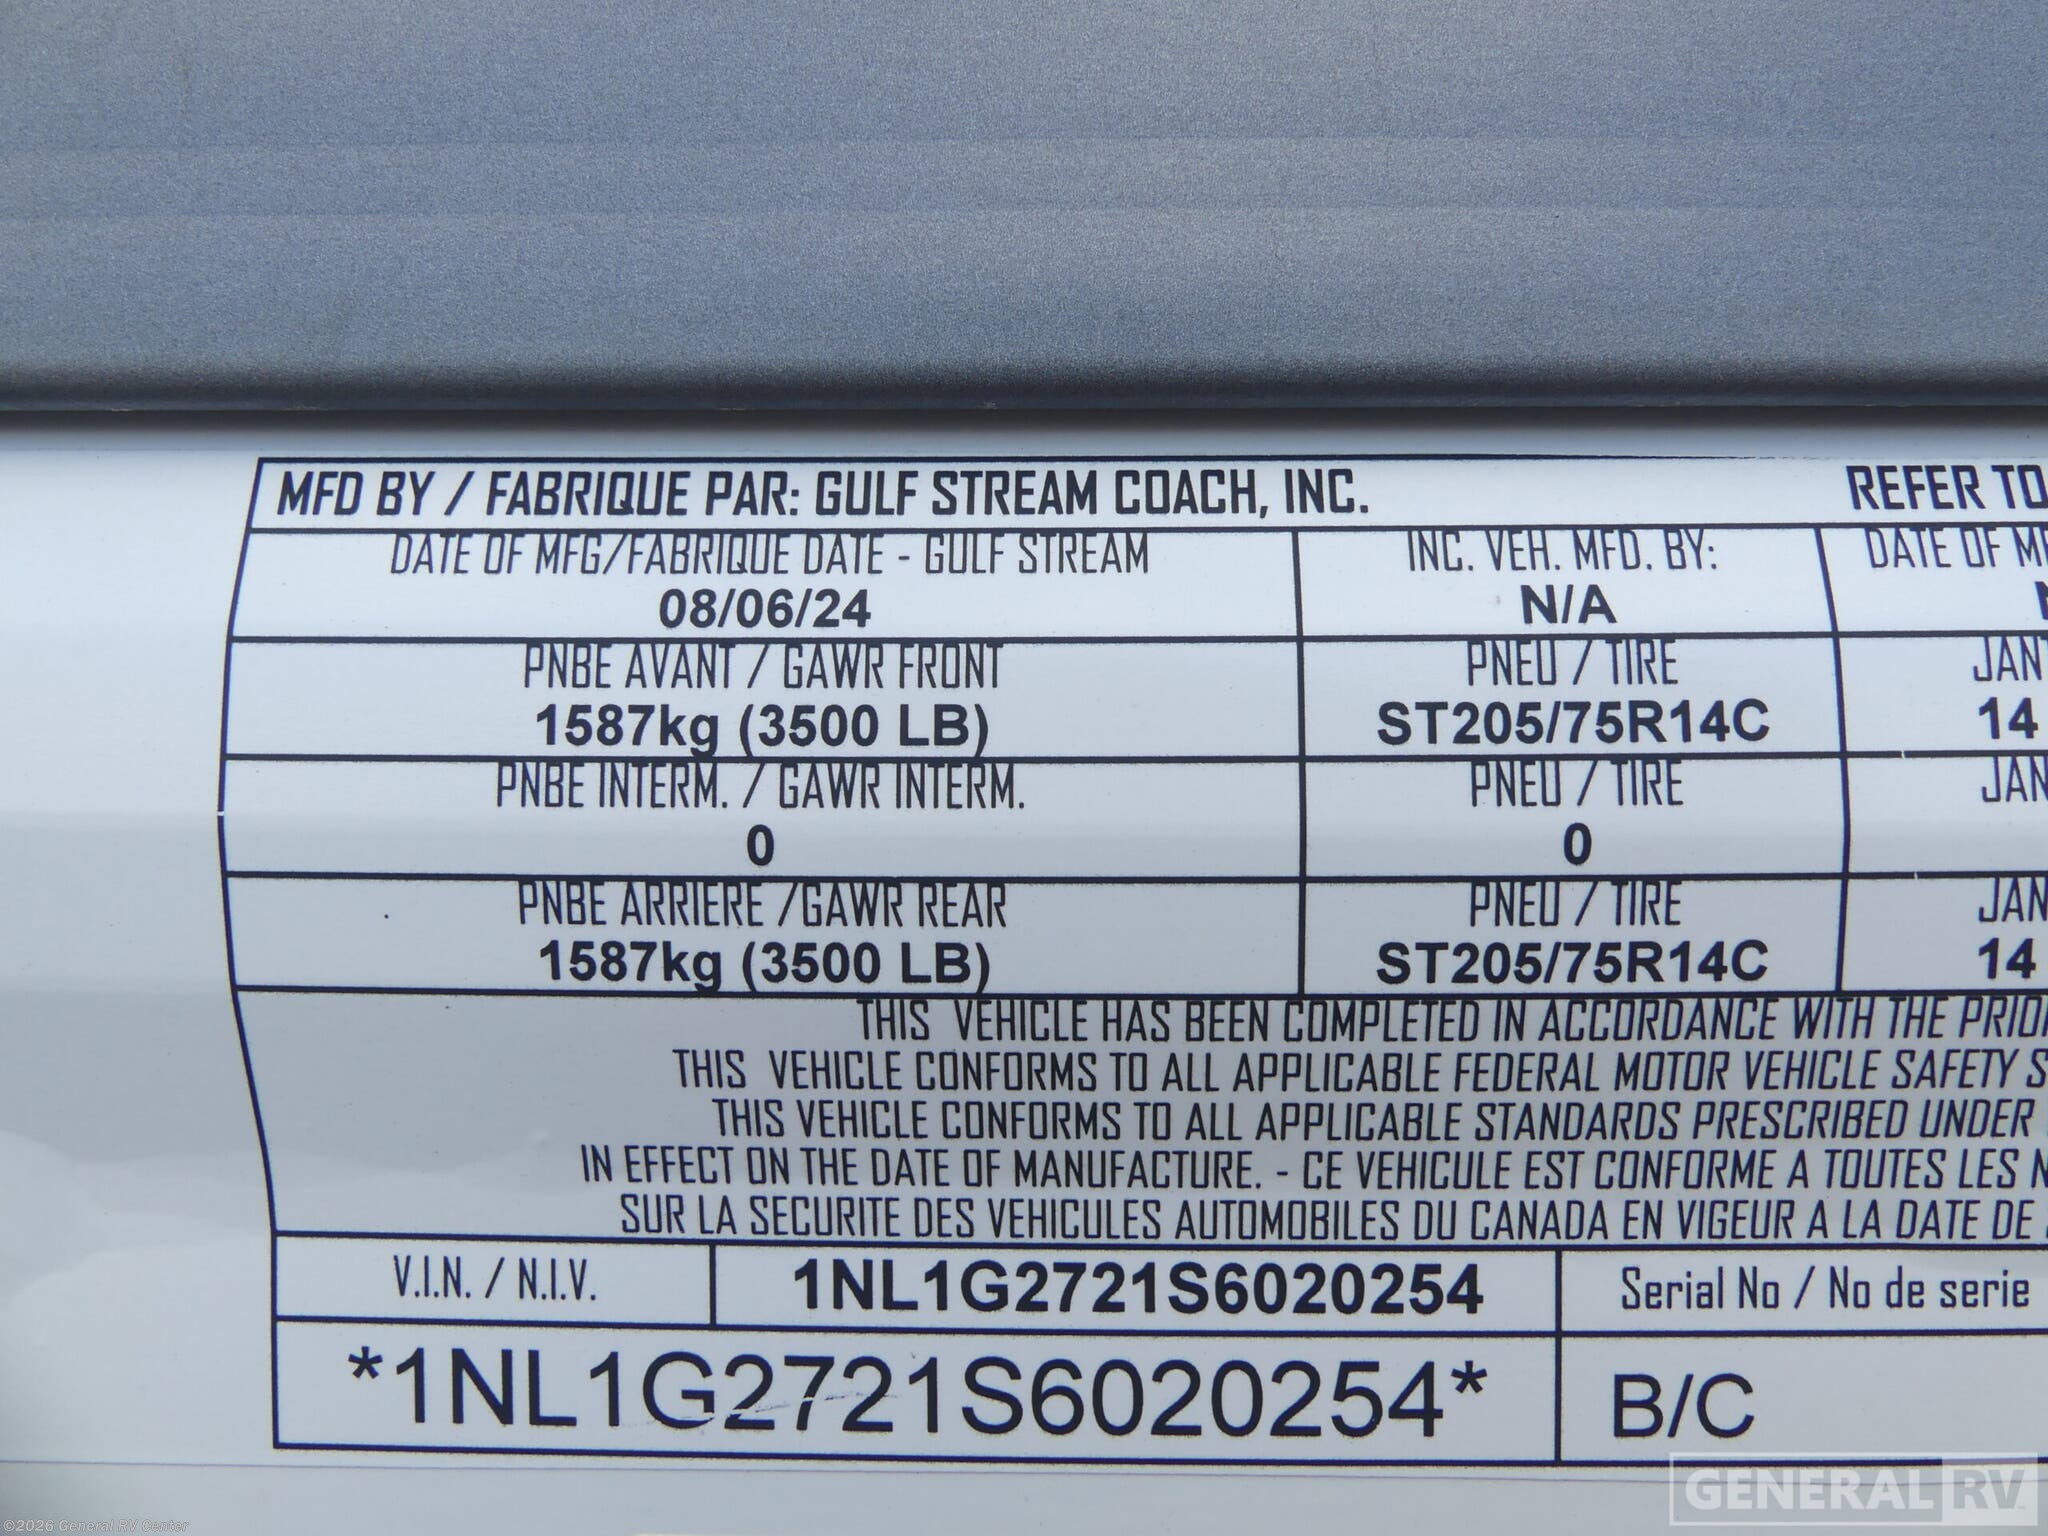 MFD BY / FABRIQUE PAR: GULF STREAM COACH, INC. REFER TO
DATE OF MFG/FABRIQUE DATE - GULF STREAM INC. VEH. MFD. BY: DATE OF
08/06/24 N/A
PNBE AVANT / GAWR FRONT PNEU / TIRE
1587kg (3500 LB) ST205/75R14C 14
PNBE INTERM. / GAWR INTERM. PNEU / TIRE
0 0
PNBE ARRIERE /GAWR REAR PNEU / TIRE
1587kg (3500 LB) ST205/75R14C 14
THIS VEHICLE HAS BEEN COMPLETED IN ACCORDANCE WITH THE
THIS VEHICLE CONFORMS TO ALL APPLICABLE FEDERAL MOTOR VEHICLE SAFETY
THIS VEHICLE CONFORMS TO ALL APPLICABLE STANDARDS PRESCRIBED UNDER
IN EFFECT ON THE DATE OF MANUFACTURE. - CE VEHICULE EST CONFORME A TOUTES LES
SUR LA SECURITE DES VEHICULES AUTOMOBILES DU CANADA EN VIGEUR A LA DATE DE
V.I.N. / N.I.V. 1NL1G2721S6020254 Serial No / No de serie
*1NL1G2721S6020254* B/C
GENERAL RV
©2026 General RV Center